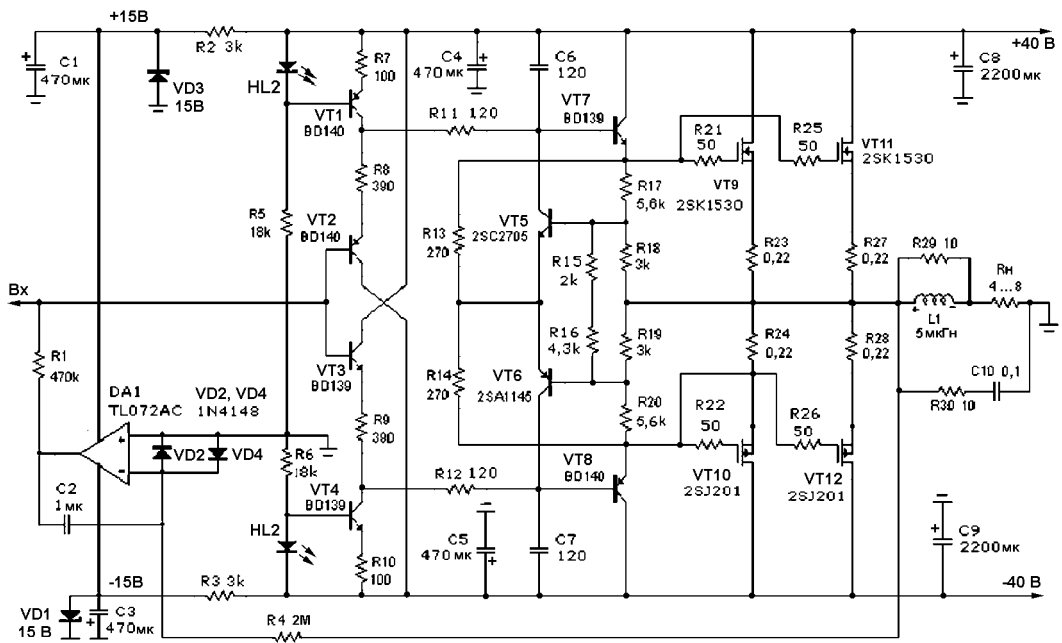 +15В
R2 3k
C1
470мк
VD3
15В
HL2
R7
100
VT1
BD140
C4
470мк
C6
120
VT7
BD139
+40 В
C8
2200мк
R11 120
R8
390
R21
50
R25
50
VT11
2SK1530
VT9
2SK1530
R17
5,6k
R5
18k
VT2
BD140
R13
270
VT5
2SC2705
R15
2k
R18
3k
R23
0,22
R27
0,22
R29 10
Rн
4...8
Вх
L1
5мкГн
R16
4,3k
R19
3k
R24
0,22
R28
0,22
R1
470k
VT3
BD139
R14
270
VT6
2SA1145
C10 0,1
R30 10
DA1
TL072AC
VD2, VD4
1N4148
R9
390
R20
5,6k
R22
50
R26
50
VD2
VD4
R6
18k
R12 120
VT8
BD140
VT10
2SJ201
VT12
2SJ201
C2
1мк
VT4
BD139
HL2
R10
100
C5
470мк
C7
120
C9
2200мк
-15В
R3 3k
-40 В
VD1
15 В
C3
470мк
R4 2M